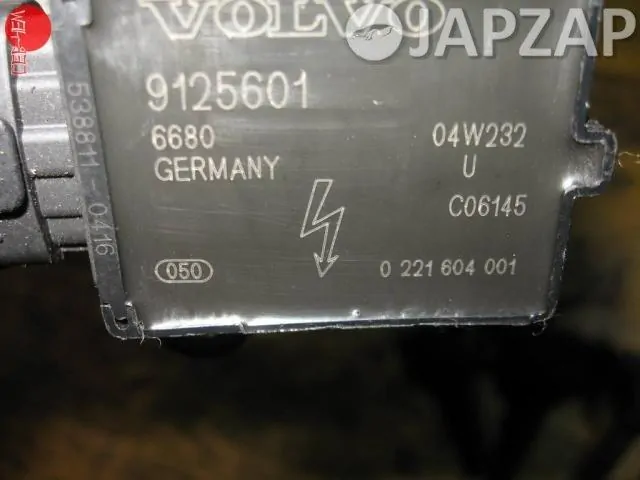 VOLVO
JAPZAP
9125601
6680
04W232
GERMANY
U
C06145
050
0 221 604 001
538811 - 0416